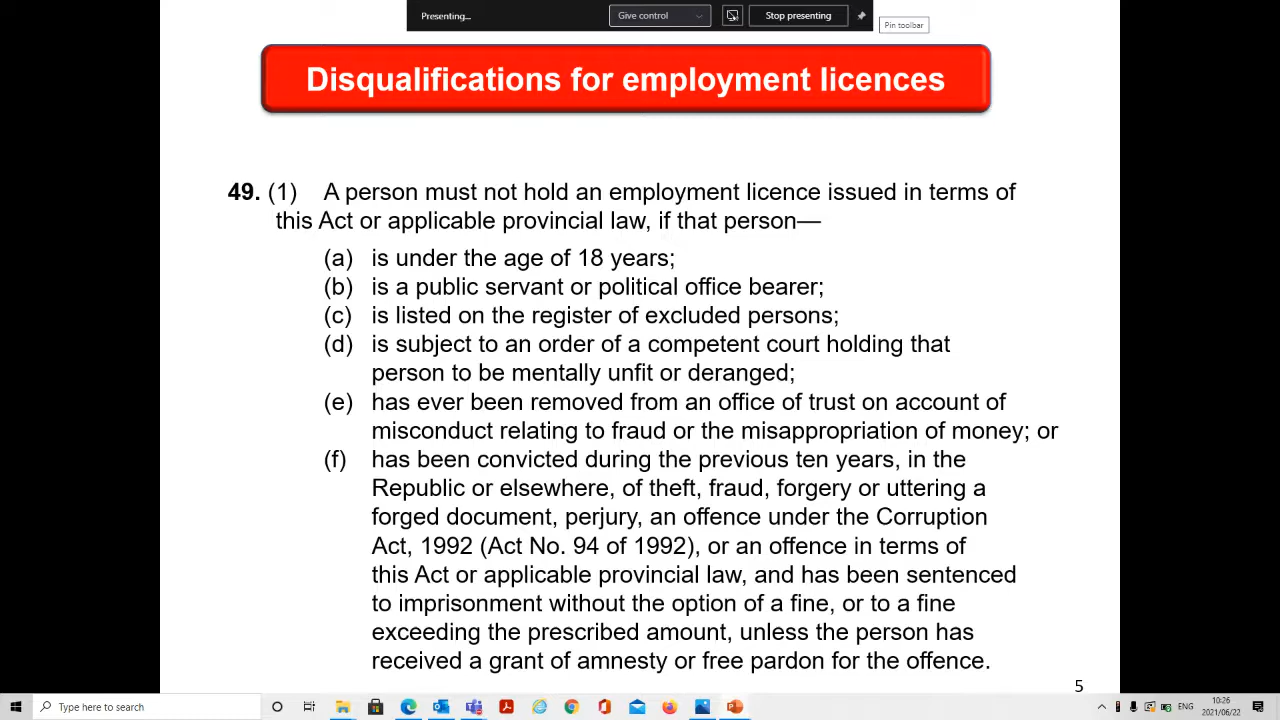 Presenting...
Give control
Stop presenting
Pin toolbar
Disqualifications for employment licences
49. (1) A person must not hold an employment licence issued in terms of
this Act or applicable provincial law, if that person—
(a) is under the age of 18 years;
(b) is a public servant or political office bearer;
(c) is listed on the register of excluded persons;
(d) is subject to an order of a competent court holding that
person to be mentally unfit or deranged;
(e) has ever been removed from an office of trust on account of
misconduct relating to fraud or the misappropriation of money; or
(f) has been convicted during the previous ten years, in the
Republic or elsewhere, of theft, fraud, forgery or uttering a
forged document, perjury, an offence under the Corruption
Act, 1992 (Act No. 94 of 1992), or an offence in terms of
this Act or applicable provincial law, and has been sentenced
to imprisonment without the option of a fine, or to a fine
exceeding the prescribed amount, unless the person has
received a grant of amnesty or free pardon for the offence.
5
Type here to search
ENG
10:26
2021/06/22